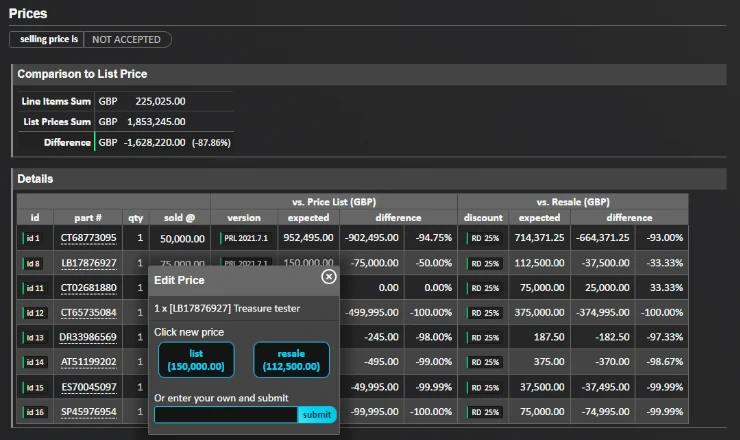 Prices
selling price is NOT ACCEPTED
Comparison to List Price
Line Items Sum GBP 225,025.00
List Prices Sum GBP 1,853,245.00
Difference GBP -1,628,220.00 (-87.86%)
Details
vs. Price List (GBP) vs. Resale (GBP)
id part # qty sold @ version expected difference discount expected difference
id 1 CT68773095 1 50,000.00 PRL 2021.7.1 952,495.00 -902,495.00 -94.75% RD 25% 714,371.25 -664,371.25 -93.00%
id 8 LB17876927 1 75,000.00 PRL 2021.7.1 150,000.00 -75,000.00 -50.00% RD 25% 112,500.00 -37,500.00 -33.33%
id 11 CT02681880 1 0.00 0.00% RD 25% 75,000.00 25,000.00 33.33%
id 12 CT65735084 1 -499,995.00 -100.00% RD 25% 375,000.00 -374,995.00 -100.00%
id 13 DR33986569 1 -245.00 -98.00% RD 25% 187.50 -182.50 -97.33%
id 14 AT51199202 1 -495.00 -99.00% RD 25% 375.00 -370.00 -98.67%
id 15 ES70045097 1 -49,995.00 -99.99% RD 25% 37,500.00 -37,495.00 -99.99%
id 16 SP45976954 1 -99,995.00 -100.00% RD 25% 75,000.00 -74,995.00 -99.99%
Edit Price
1 x [LB17876927] Treasure tester
Click new price
list resale
(150,000.00) (112,500.00)
Or enter your own and submit
submit